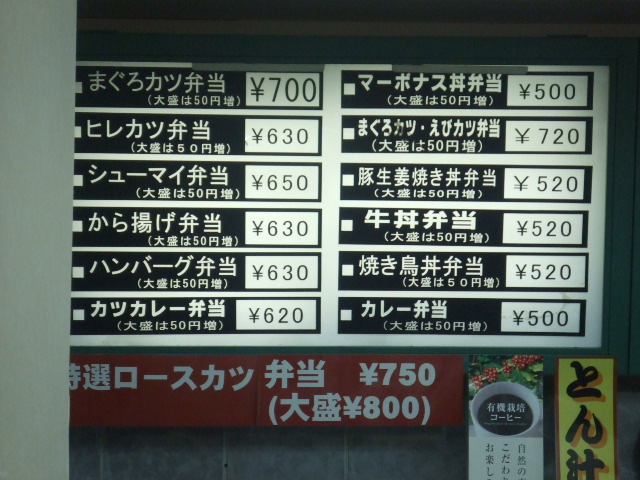 ■まぐろカツ弁当 ¥700
(大盛は50円増)
■ヒレカツ弁当 ¥630
(大盛は50円増)
■シューマイ弁当 ¥650
(大盛は50円増)
■から揚げ弁当 ¥630
(大盛は50円増)
■ハンバーグ弁当 ¥630
(大盛は50円増)
■カツカレー弁当 ¥620
(大盛は50円増)
■マーボナス丼弁当 ¥500
(大盛は50円増)
■まぐろカツ・えびカツ弁当 ¥720
(大盛は50円増)
■豚生姜焼き丼弁当 ¥520
(大盛は50円増)
■牛丼弁当 ¥520
(大盛は50円増)
■焼き鳥丼弁当 ¥520
(大盛は50円増)
■カレー弁当 ¥500
(大盛は50円増)
特選ロースカツ弁当 ¥750
(大盛¥800)
有機栽培
コーヒー
自然の
こだわ
お楽し
とん汁